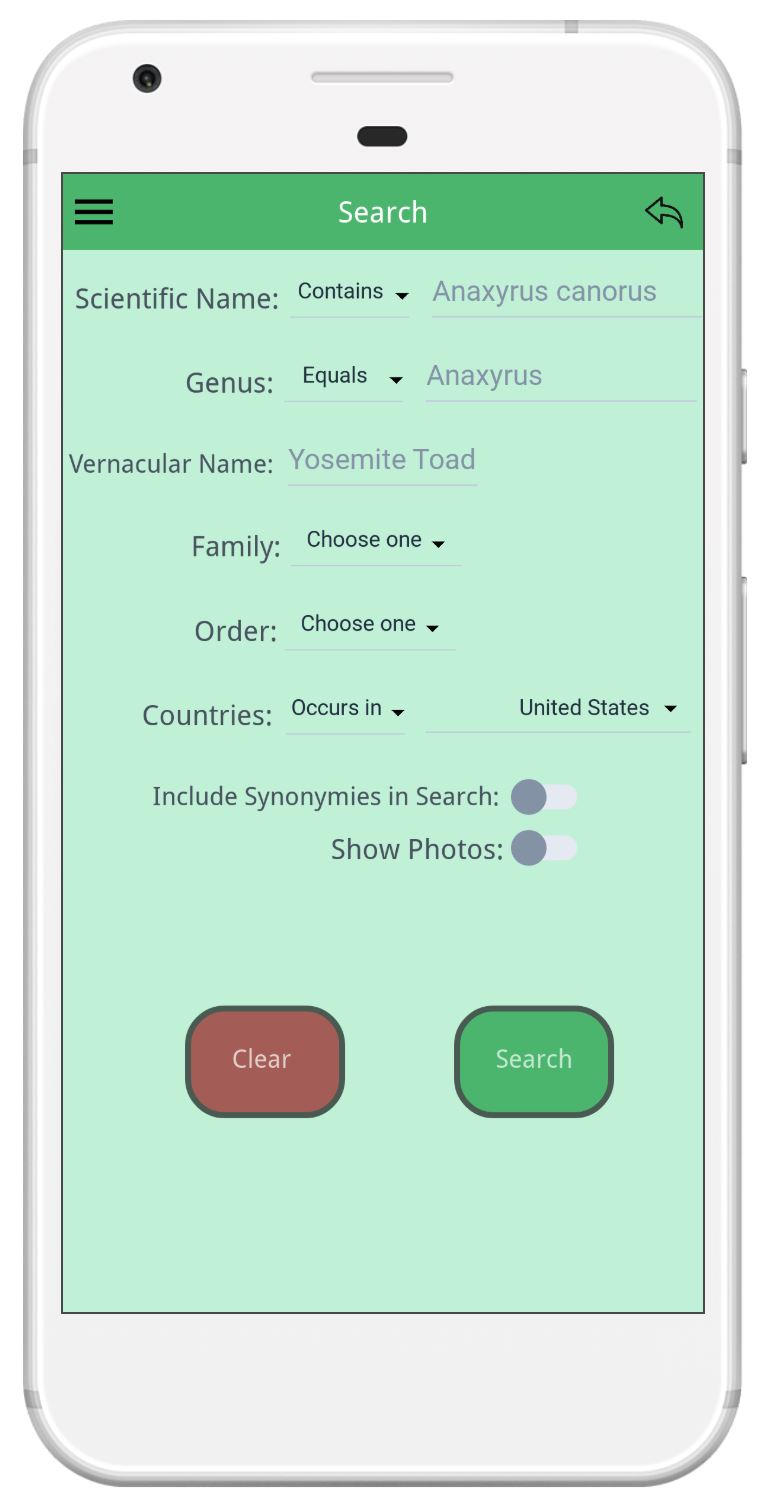 Search
Scientific Name: Contains Anaxyrus canorus
Genus: Equals Anaxyrus
Vernacular Name: Yosemite Toad
Family: Choose one
Order: Choose one
Countries: Occurs in United States
Include Synonymies in Search:
Show Photos:
Clear Search